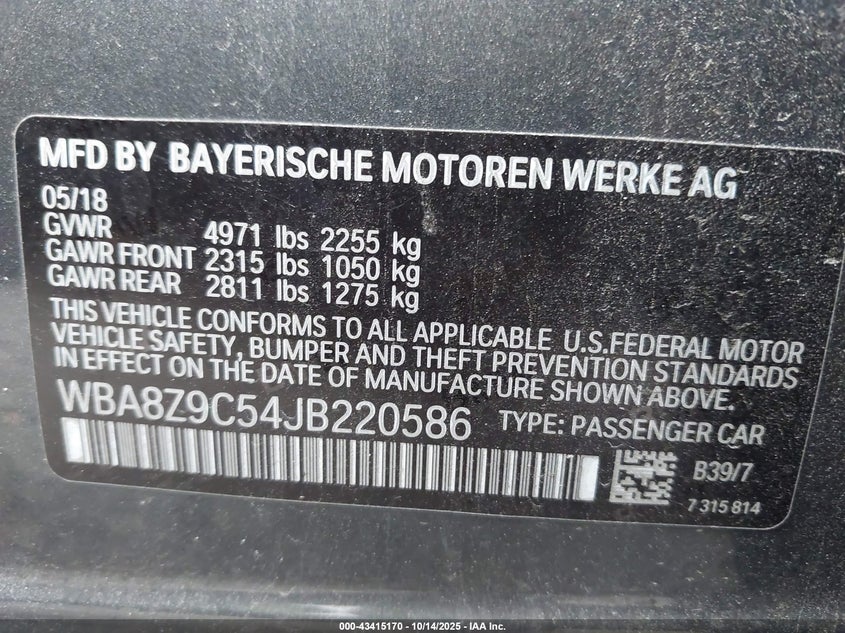 MFD BY BAYERISCHE MOTOREN WERKE AG
05/18
GVWR 4971 lbs 2255 kg
GAWR FRONT 2315 lbs 1050 kg
GAWR REAR 2811 lbs 1275 kg
THIS VEHICLE CONFORMS TO ALL APPLICABLE U.S.FEDERAL MOTOR
VEHICLE SAFETY, BUMPER AND THEFT PREVENTION STANDARDS
IN EFFECT ON THE DATE OF MANUFACTURE SHOWN ABOVE.
WBA8Z9C54JB220586 TYPE: PASSENGER CAR
B39/7
7 315 814
000-43415170 - 10/14/2025 - IAA Inc.